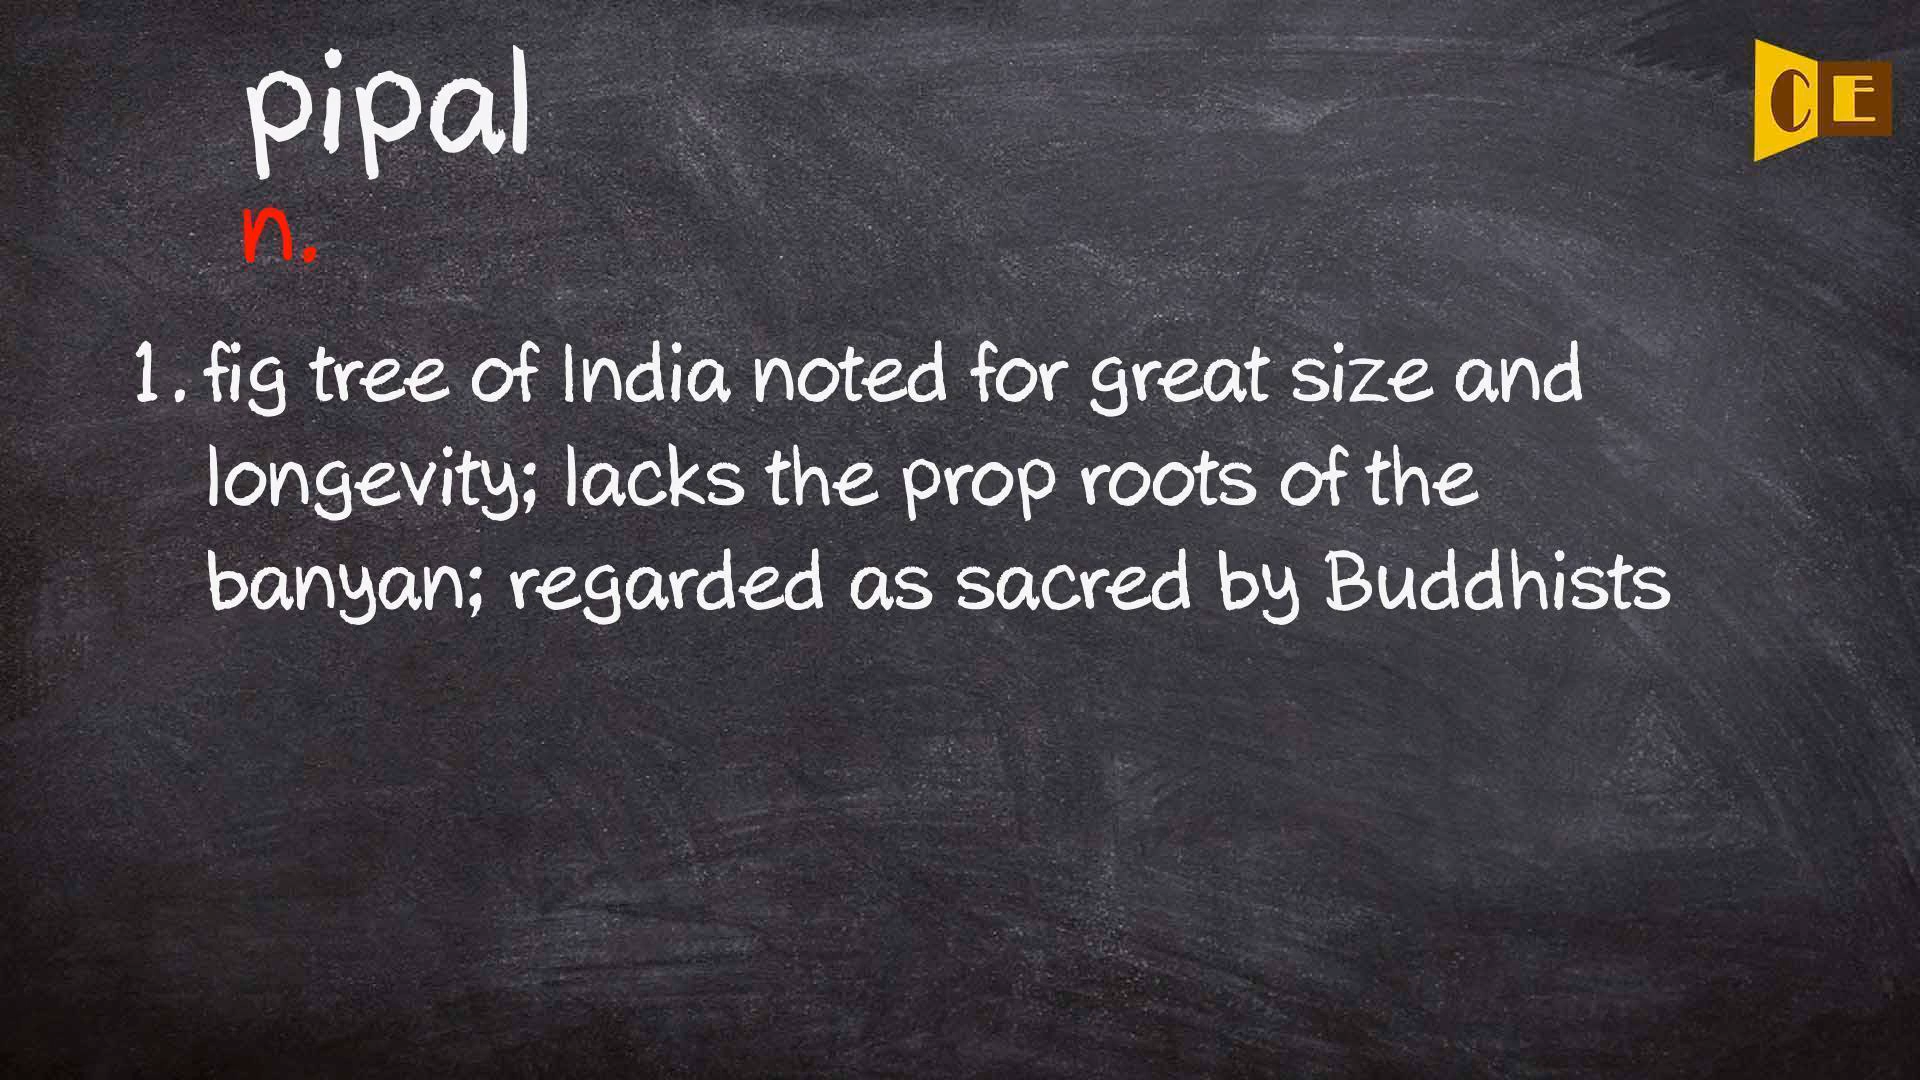 pipal
CE
n.
1. fig tree of India noted for great size and
longevity; lacks the prop roots of the
banyan; regarded as sacred by Buddhists